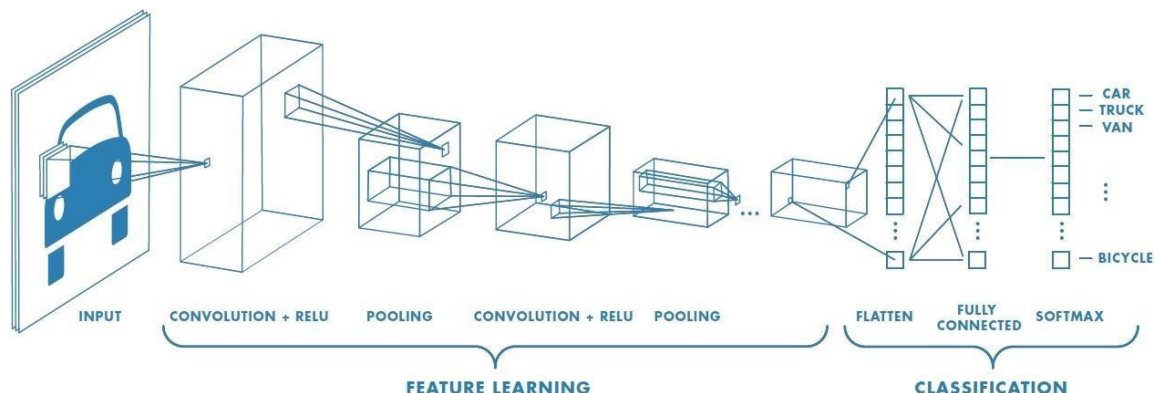 CAR
TRUCK
VAN
BICYCLE
INPUT
CONVOLUTION + RELU
POOLING
CONVOLUTION + RELU
POOLING
FLATTEN
FULLY
CONNECTED
SOFTMAX
FEATURE LEARNING
CLASSIFICATION